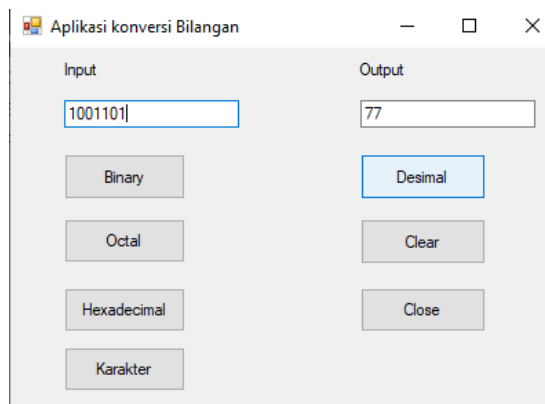 Aplikasi konversi Bilangan
Input Output
1001101 77
Binary Desimal
Octal Clear
Hexadecimal Close
Karakter